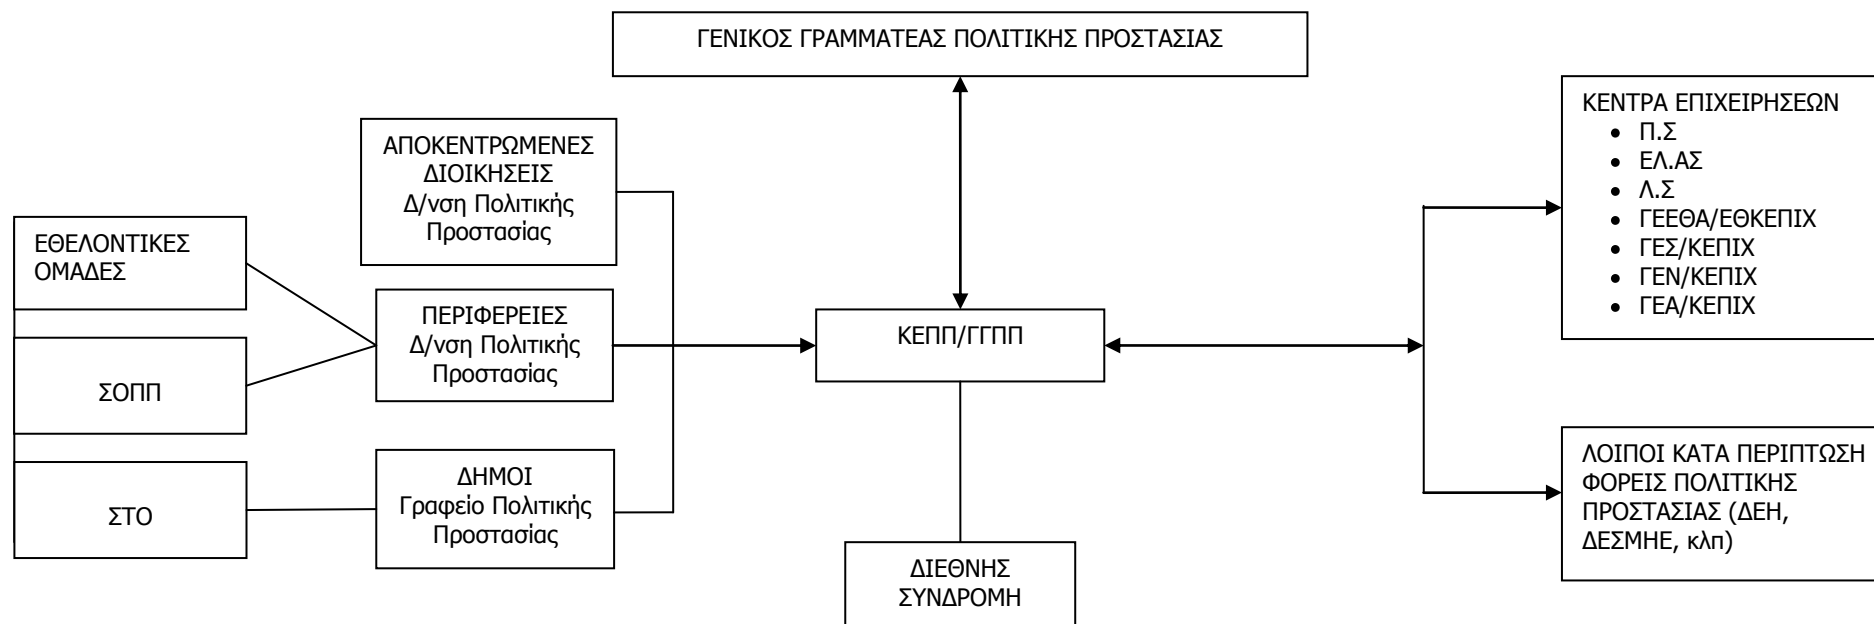 ΓΕΝΙΚΟΣ ΓΡΑΜΜΑΤΕΑΣ ΠΟΛΙΤΙΚΗΣ ΠΡΟΣΤΑΣΙΑΣ
ΑΠΟΚΕΝΤΡΩΜΕΝΕΣ
ΔΙΟΙΚΗΣΕΙΣ
Δ/νση Πολιτικής
Προστασίας
ΕΘΕΛΟΝΤΙΚΕΣ
ΟΜΑΔΕΣ
ΣΟΠΠ
ΣΤΟ
ΠΕΡΙΦΕΡΕΙΕΣ
Δ/νση Πολιτικής
Προστασίας
ΔΗΜΟΙ
Γραφείο Πολιτικής
Προστασίας
ΚΕΠΠ/ΓΓΠΠ
ΔΙΕΘΝΗΣ
ΣΥΝΔΡΟΜΗ
ΚΕΝΤΡΑ ΕΠΙΧΕΙΡΗΣΕΩΝ
• Π.Σ
• ΕΛ.ΑΣ
• Λ.Σ
• ΓΕΕΘΑ/ΕΘΚΕΠΙΧ
• ΓΕΣ/ΚΕΠΙΧ
• ΓΕΝ/ΚΕΠΙΧ
• ΓΕΑ/ΚΕΠΙΧ
ΛΟΙΠΟΙ ΚΑΤΑ ΠΕΡΙΠΤΩΣΗ
ΦΟΡΕΙΣ ΠΟΛΙΤΙΚΗΣ
ΠΡΟΣΤΑΣΙΑΣ (ΔΕΗ,
ΔΕΣΜΗΕ, κλπ)